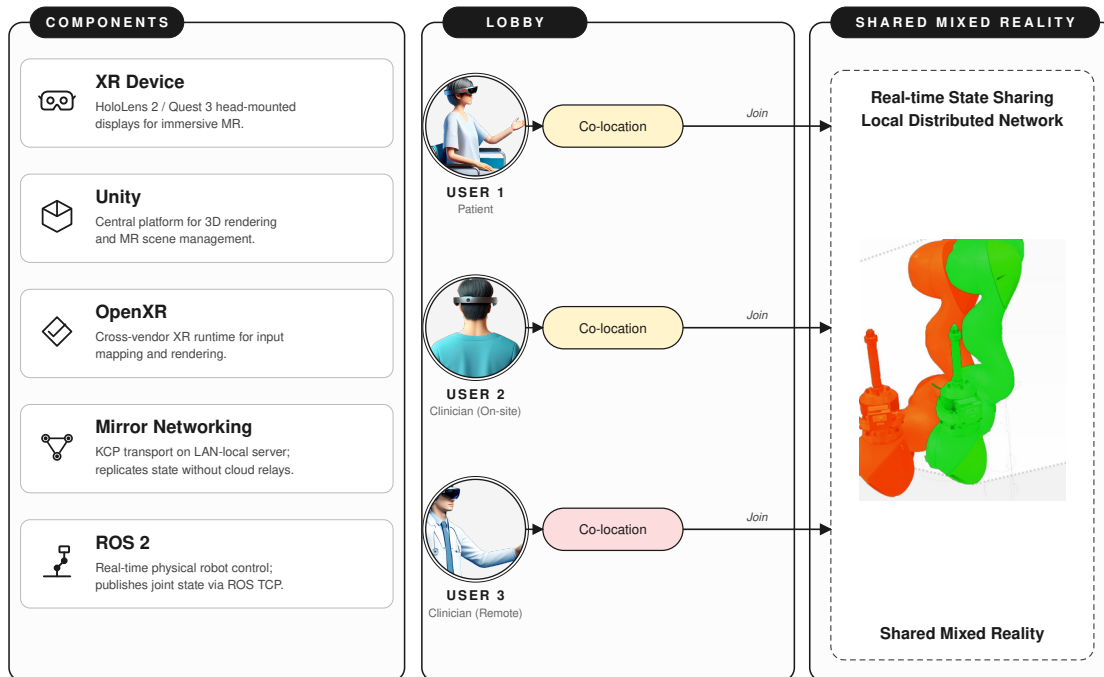 COMPONENTS
XR Device
HoloLens 2 / Quest 3 head-mounted
displays for immersive MR.
Unity
Central platform for 3D rendering
and MR scene management.
OpenXR
Cross-vendor XR runtime for input
mapping and rendering.
Mirror Networking
KCP transport on LAN-local server;
replicates state without cloud relays.
ROS 2
Real-time physical robot control;
publishes joint state via ROS TCP.
LOBBY
Co-location
Join
USER 1
Patient
Co-location
Join
USER 2
Clinician (On-site)
Co-location
Join
USER 3
Clinician (Remote)
SHARED MIXED REALITY
Real-time State Sharing
Local Distributed Network
Shared Mixed Reality